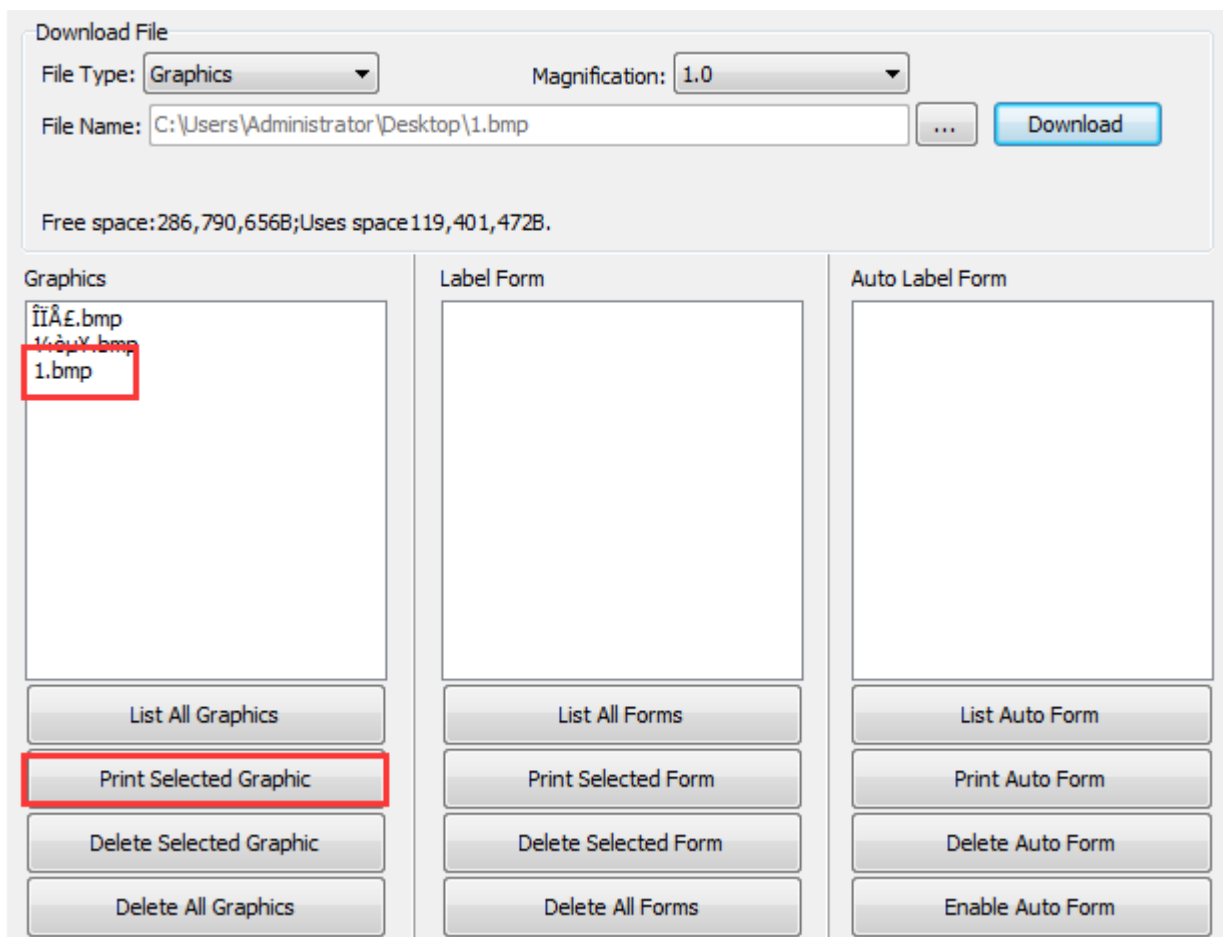 Download File
File Type: Graphics Magnification: 1.0
File Name: C:\Users\Administrator\Desktop\1.bmp ... Download
Free space:286,790,656B;Uses space119,401,472B.
Graphics Label Form Auto Label Form
ÎÏÂ£.bmp
¼òµ¥.bmp
1.bmp
List All Graphics List All Forms List Auto Form
Print Selected Graphic Print Selected Form Print Auto Form
Delete Selected Graphic Delete Selected Form Delete Auto Form
Delete All Graphics Delete All Forms Enable Auto Form